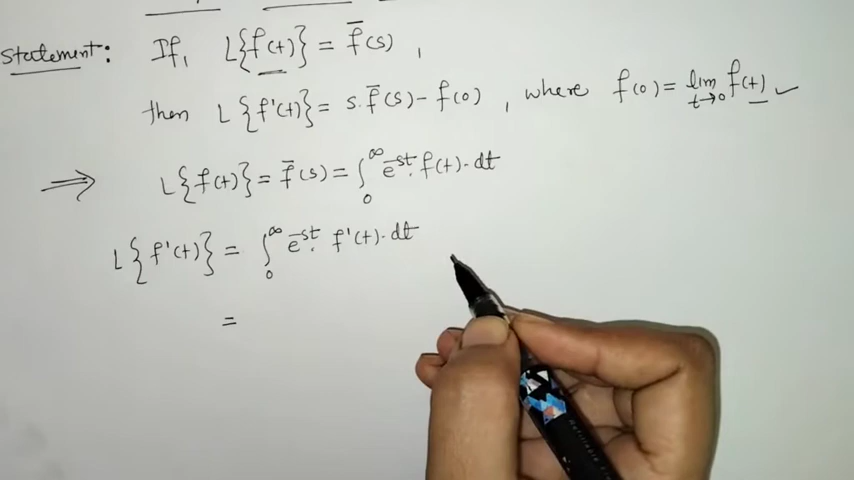 Statement: If, L{f(t)} = f̄(s),
then L{f'(t)} = s.f̄(s) - f(0), where f(0) = lim t→0 f(t) ✓
⇒ L{f(t)} = f̄(s) = ∫₀^∞ e^-st. f(t).dt
L{f'(t)} = ∫₀^∞ e^-st. f'(t).dt
=